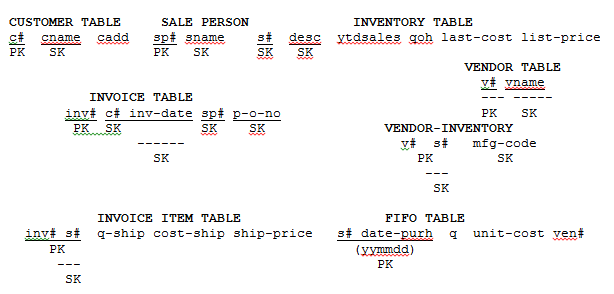 CUSTOMER TABLE SALE PERSON INVENTORY TABLE
c# cname cadd sp# sname s# desc ytdsales qoh last-cost list-price
PK SK PK SK SK SK
VENDOR TABLE
v# vname
--- -----
PK SK
INVOICE TABLE
inv# c# inv-date sp# p-o-no
PK SK SK SK
------
SK
VENDOR-INVENTORY
v# s# mfg-code
PK SK
---
SK
INVOICE ITEM TABLE FIFO TABLE
inv# s# q-ship cost-ship ship-price s# date-purh q unit-cost ven#
PK (yymmdd)
--- PK
SK